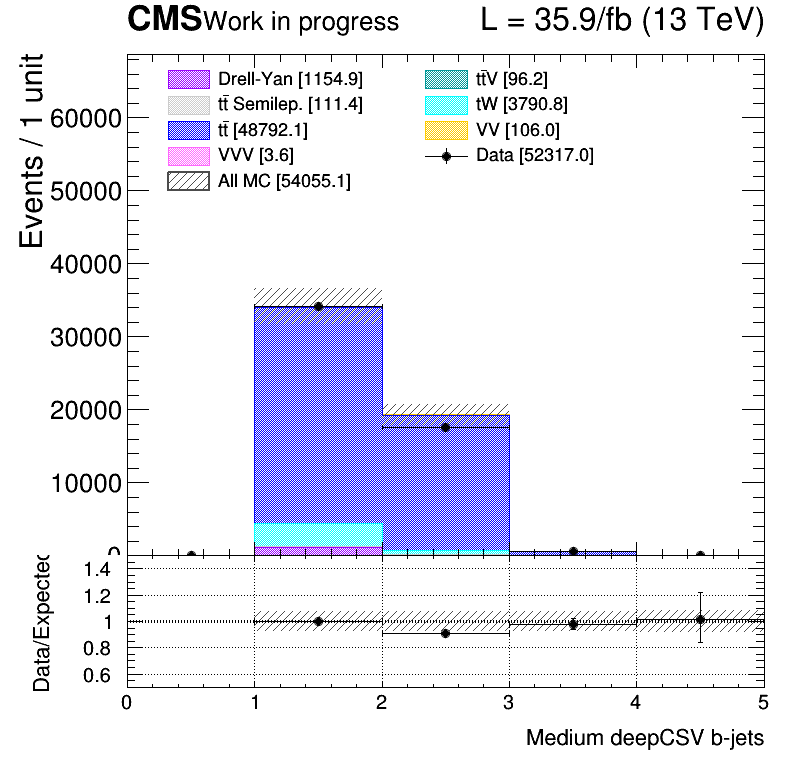 CMS Work in progress L = 35.9/fb (13 TeV)
Events / 1 unit
60000
50000
40000
30000
20000
10000
0
Drell-Yan [1154.9]
tt̄ Semilep. [111.4]
tt̄ [48792.1]
VVV [3.6]
All MC [54055.1]
tt̄V [96.2]
tW [3790.8]
VV [106.0]
Data [52317.0]
Data/Expected
1.4
1.2
1
0.8
0.6
0 1 2 3 4 5
Medium deepCSV b-jets